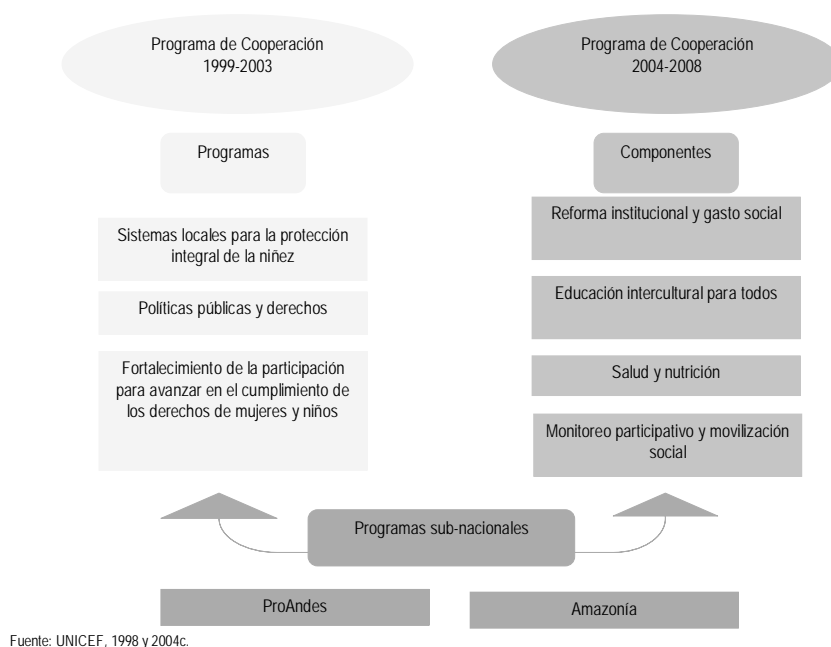 Programa de Cooperación
1999-2003
Programas
Sistemas locales para la protección
integral de la niñez
Políticas públicas y derechos
Fortalecimiento de la participación
para avanzar en el cumplimiento de
los derechos de mujeres y niños
Programa de Cooperación
2004-2008
Componentes
Reforma institucional y gasto social
Educación intercultural para todos
Salud y nutrición
Monitoreo participativo y movilización
social
Programas sub-nacionales
ProAndes
Amazonía
Fuente: UNICEF, 1998 y 2004c.